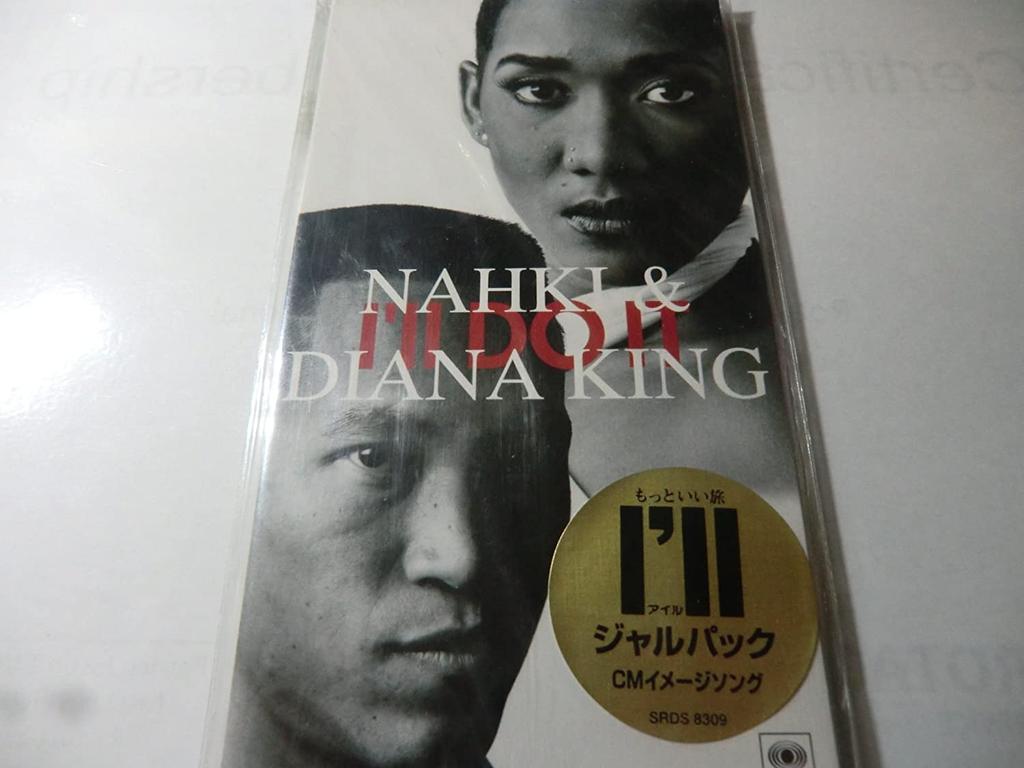 NAHKI &
I'll DO IT
DIANA KING
もっといい旅
I'll
アイル
ジャルパック
CMイメージソング
SRDS 8309